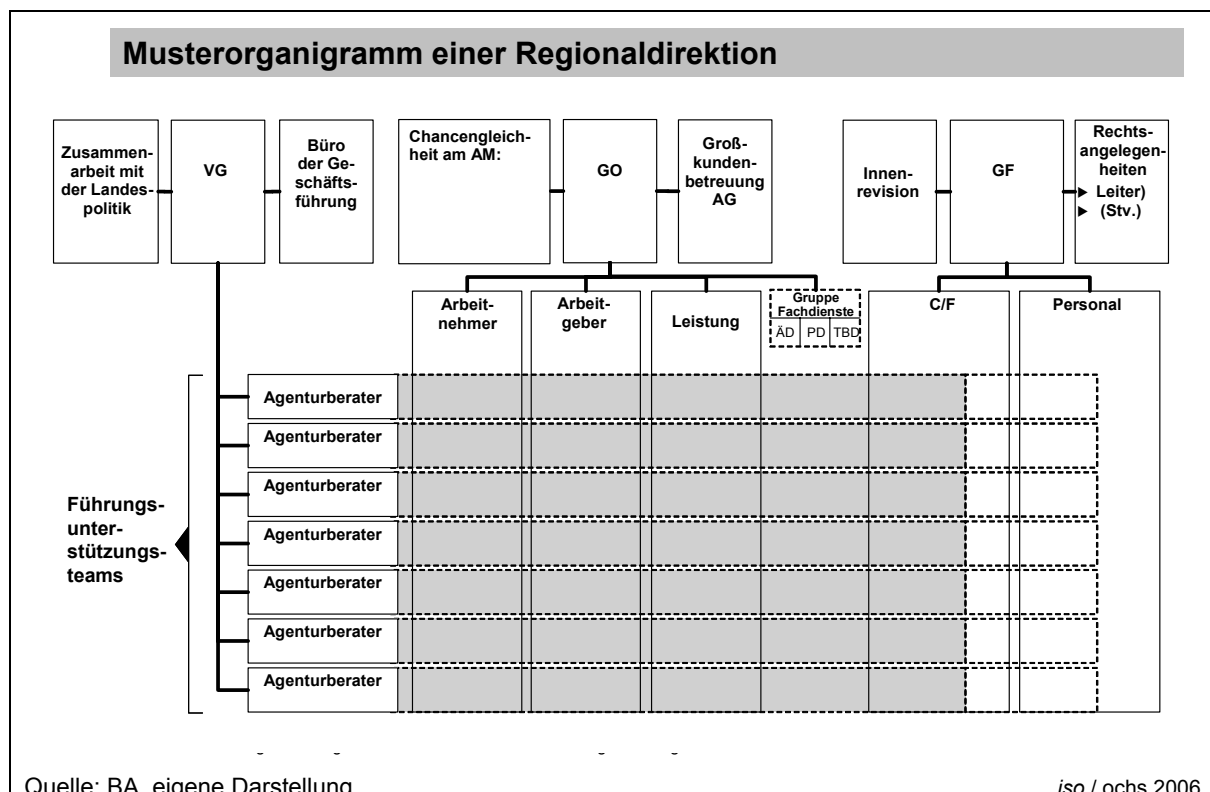 Musterorganigramm einer Regionaldirektion
Zusammen-
arbeit mit
der Landes-
politik
VG
Büro
der Ge-
schäfts-
führung
Chancengleich-
heit am AM:
GO
Groß-
kunden-
betreuung
AG
Innen-
revision
GF
Rechts-
angelegen-
heiten
► Leiter)
► (Stv.)
Arbeit-
nehmer
Arbeit-
geber
Leistung
Gruppe
Fachdienste
ÄD PD TBD
C/F
Personal
Führungs-
unter-
stützungs-
teams
Agenturberater
Agenturberater
Agenturberater
Agenturberater
Agenturberater
Agenturberater
Agenturberater
Quelle: BA, eigene Darstellung
iso / ochs 2006